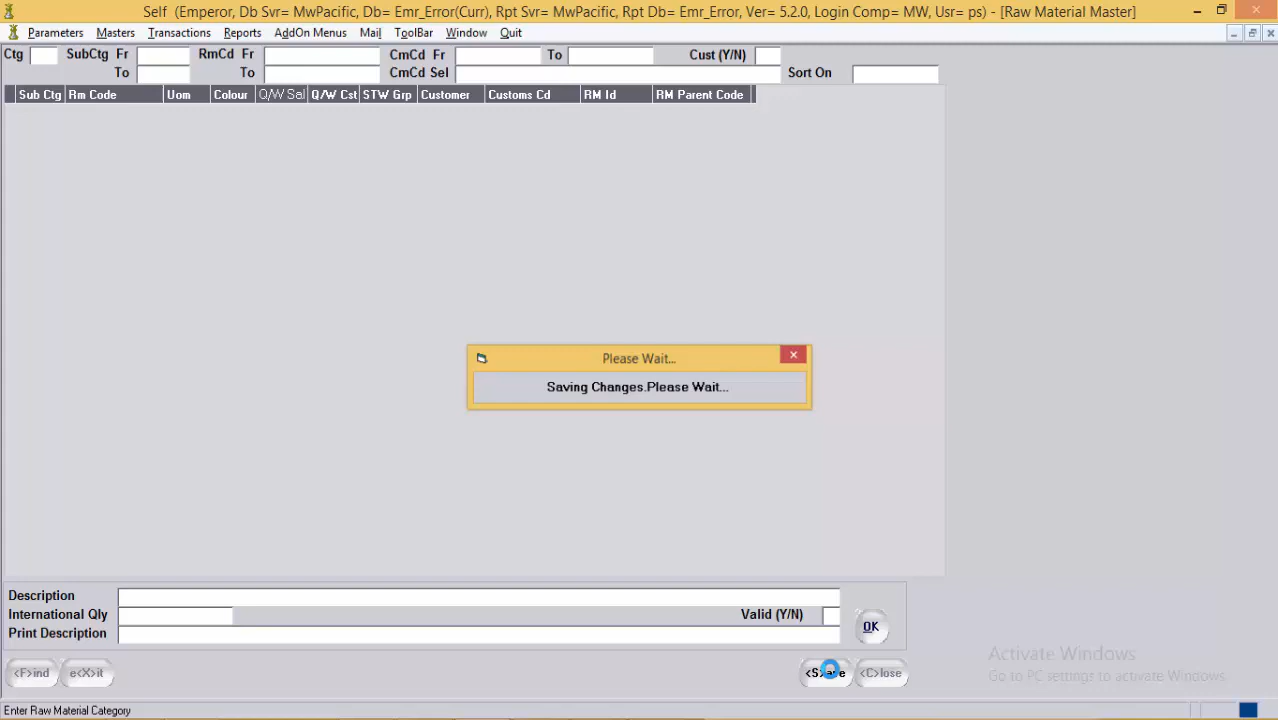 Self (Emperor, Db Svr= MwPacific, Db= Emr_Error(Curr), Rpt Svr= MwPacific, Rpt Db= Emr_Error, Ver= 5.2.0, Login Comp= MW, Usr= ps) - [Raw Material Master]
Parameters Masters Transactions Reports AddOn Menus Mail ToolBar Window Quit
Ctg SubCtg Fr RmCd Fr CmCd Fr To Cust (Y/N)
To To CmCd Sel Sort On
Sub Ctg Rm Code Uom Colour Q/W Sal Q/W Cst STW Grp Customer Customs Cd RM Id RM Parent Code
Please Wait...
Saving Changes.Please Wait...
Description
International Qly Valid (Y/N)
Print Description
OK
<F>ind e<X>it <S>ave <C>lose
Activate Windows
Go to PC settings to activate Windows.
Enter Raw Material Category